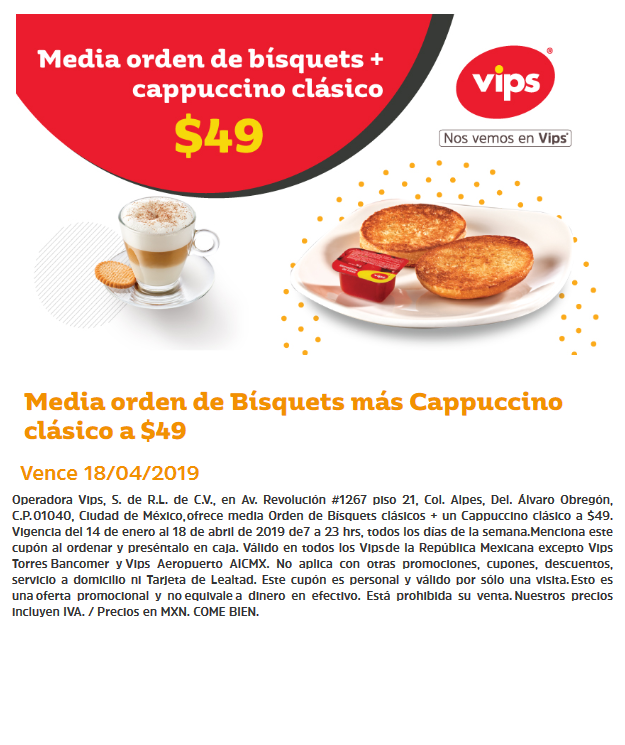 Media orden de bísquets +
cappuccino clásico
$49
vips®
Nos vemos en Vips®
vips
Media orden de Bísquets más Cappuccino
clásico a $49
Vence 18/04/2019
Operadora Vips, S. de R.L. de C.V., en Av. Revolución #1267 piso 21, Col. Alpes, Del. Álvaro Obregón,
C.P. 01040, Ciudad de México, ofrece media Orden de Bísquets clásicos + un Cappuccino clásico a $49.
Vigencia del 14 de enero al 18 de abril de 2019 de7 a 23 hrs, todos los días de la semana.Menciona este
cupón al ordenar y preséntalo en caja. Válido en todos los Vips de la República Mexicana excepto Vips
Torres Bancomer y Vips Aeropuerto AICMX. No aplica con otras promociones, cupones, descuentos,
servicio a domicilio ni Tarjeta de Lealtad. Este cupón es personal y válido por sólo una visita. Esto es
una oferta promocional y no equivale a dinero en efectivo. Está prohibida su venta. Nuestros precios
incluyen IVA. / Precios en MXN. COME BIEN.